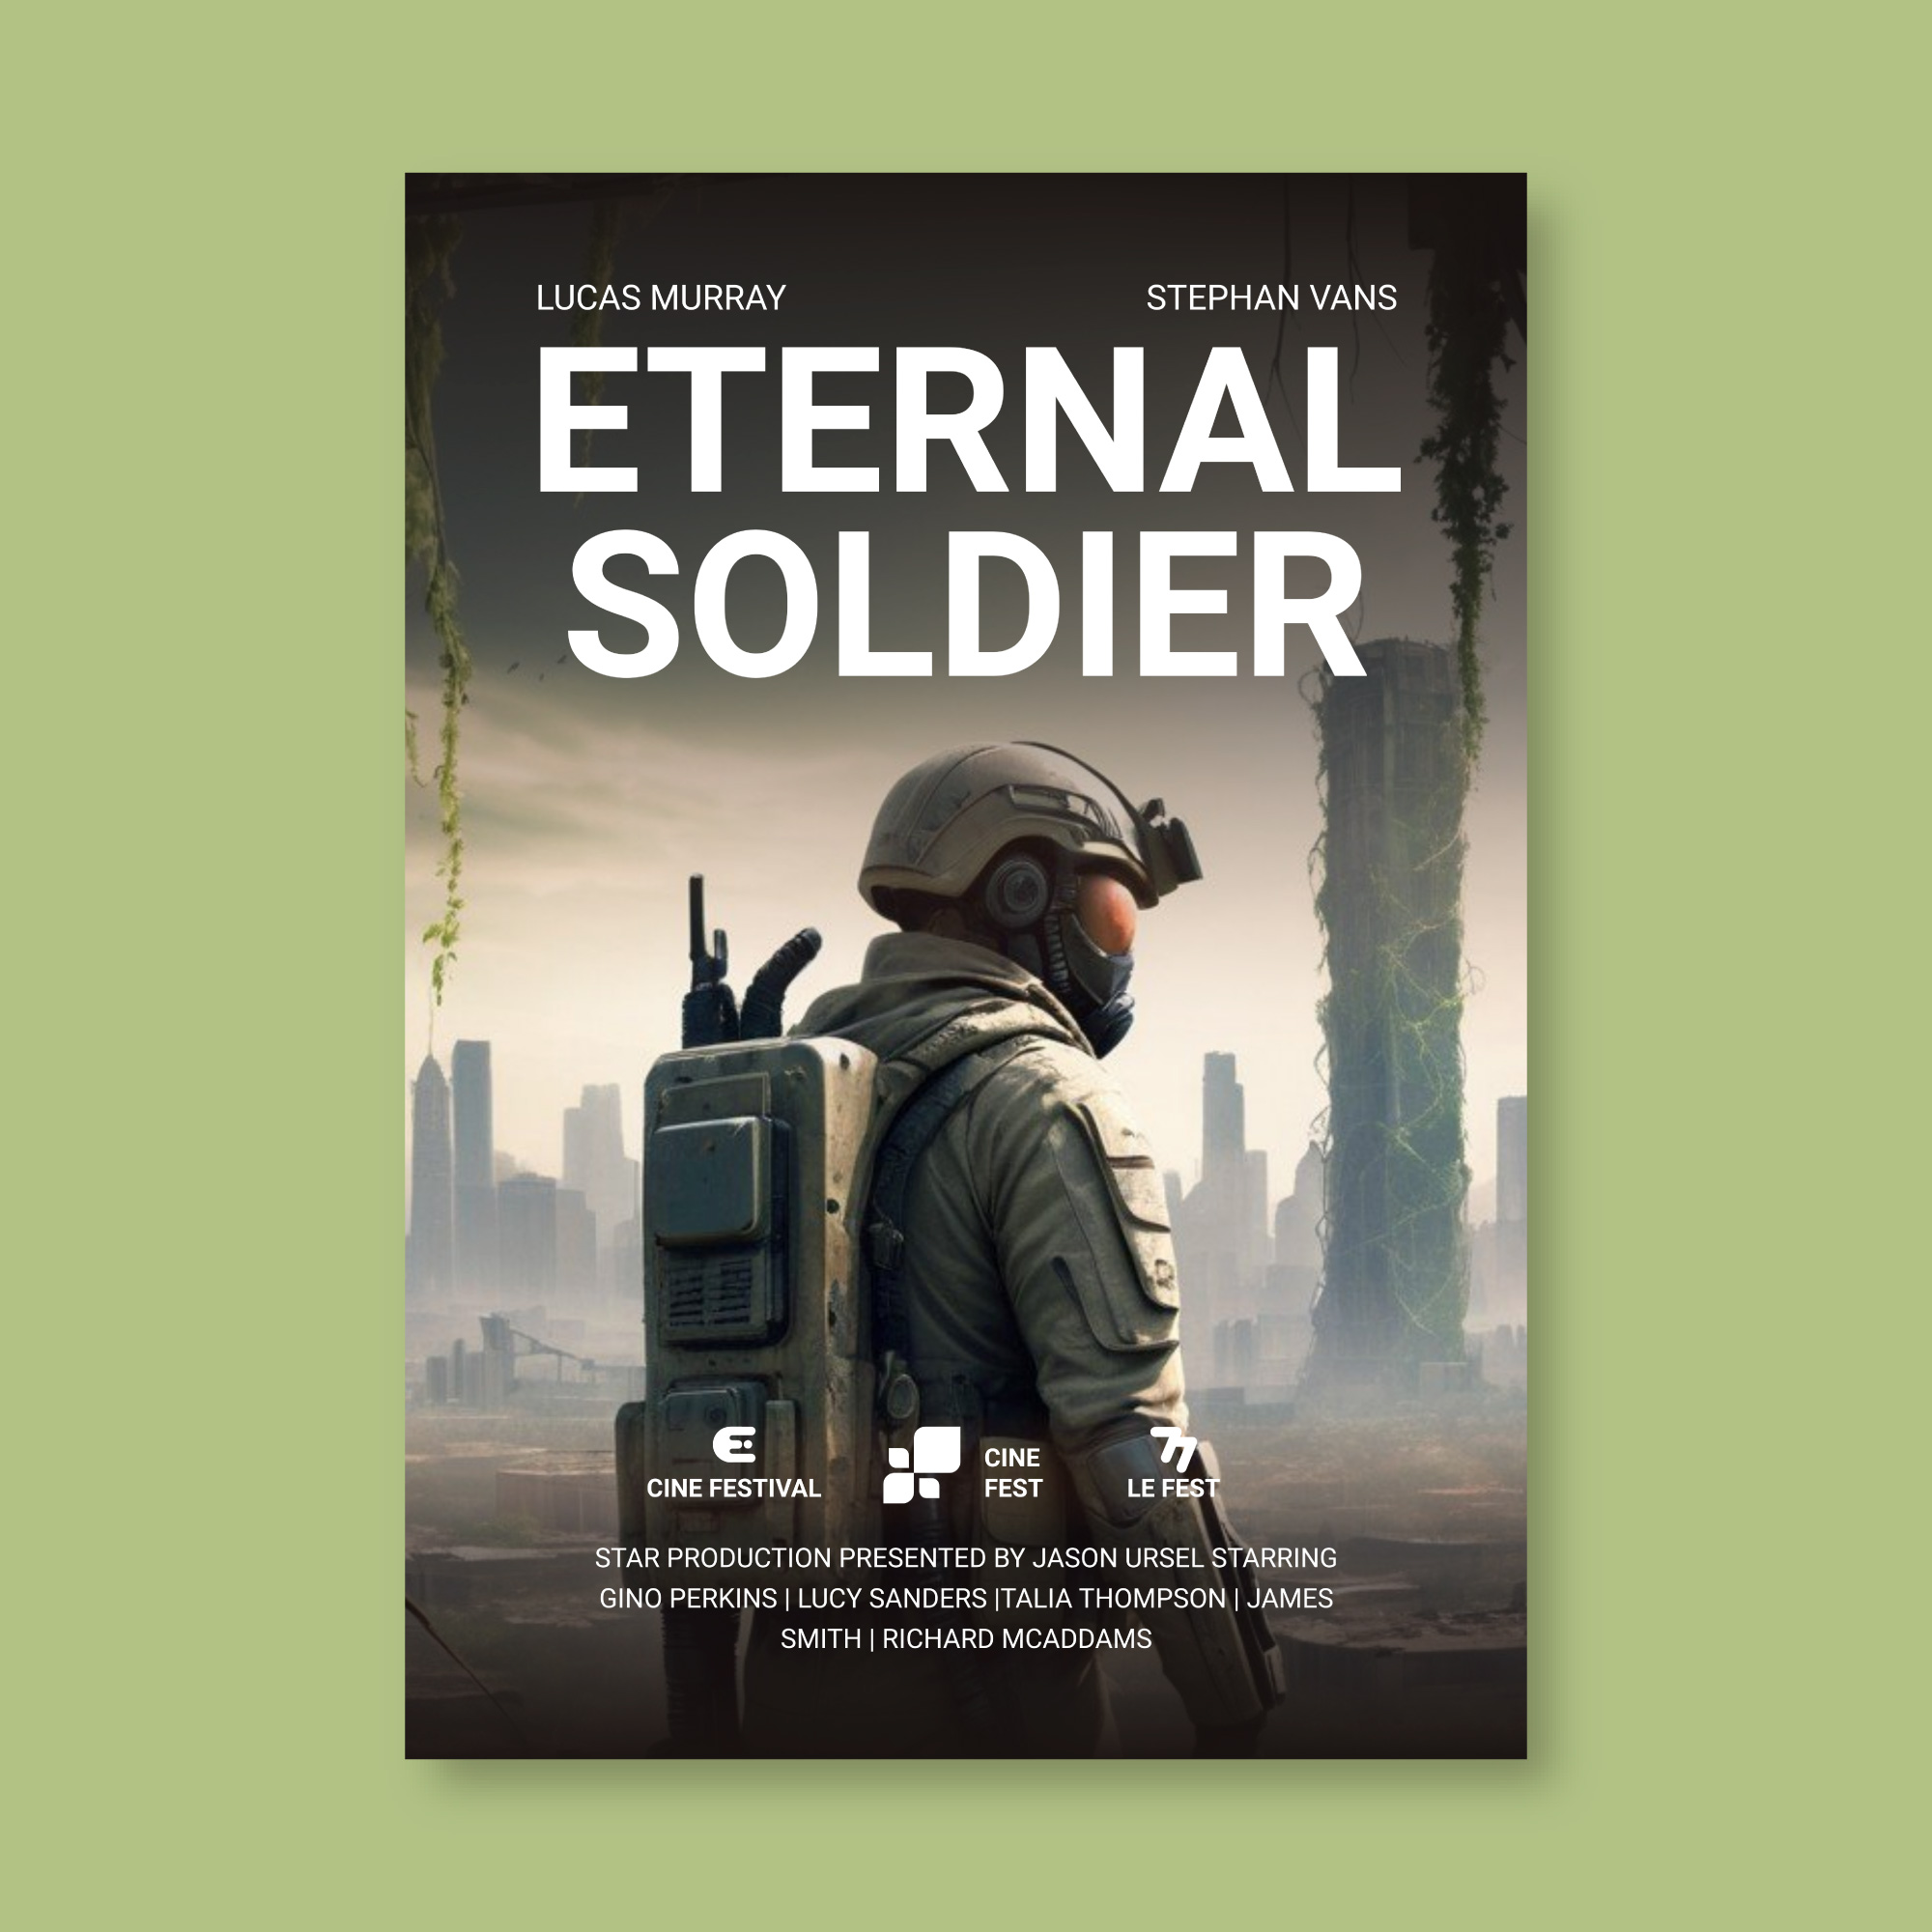 LUCAS MURRAY STEPHAN VANS
ETERNAL
SOLDIER
CINE FESTIVAL
CINE
FEST
LE FEST
STAR PRODUCTION PRESENTED BY JASON URSEL STARRING
GINO PERKINS | LUCY SANDERS |TALIA THOMPSON | JAMES
SMITH | RICHARD MCADDAMS